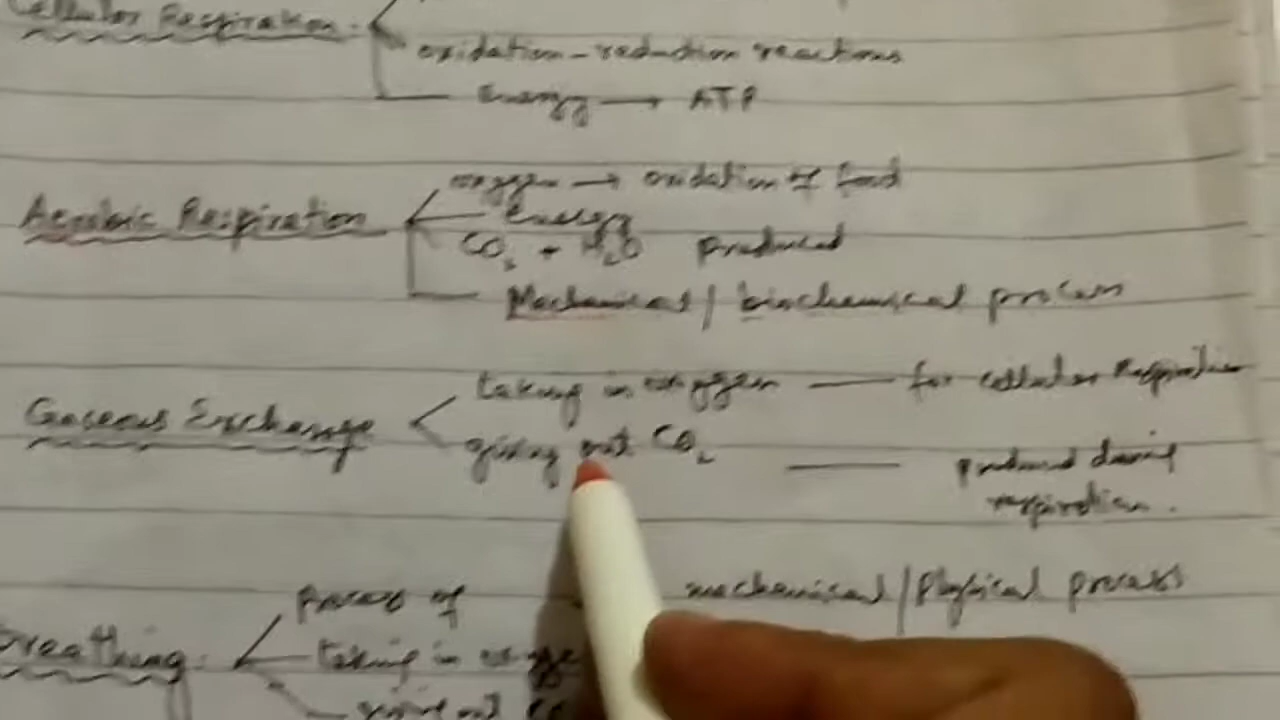 Cellular Respiration.
oxidation - reduction reactions
Energy → ATP
oxygen → oxidation of food
Aerobic Respiration
Energy
CO₂ + H₂O produced
Mechanical / biochemical process
taking in oxygen — for cellular Respiration
Gaseous Exchange
giving out CO₂ — produced during
respiration.
process of mechanical / Physical process
Breathing.
taking in
giving out